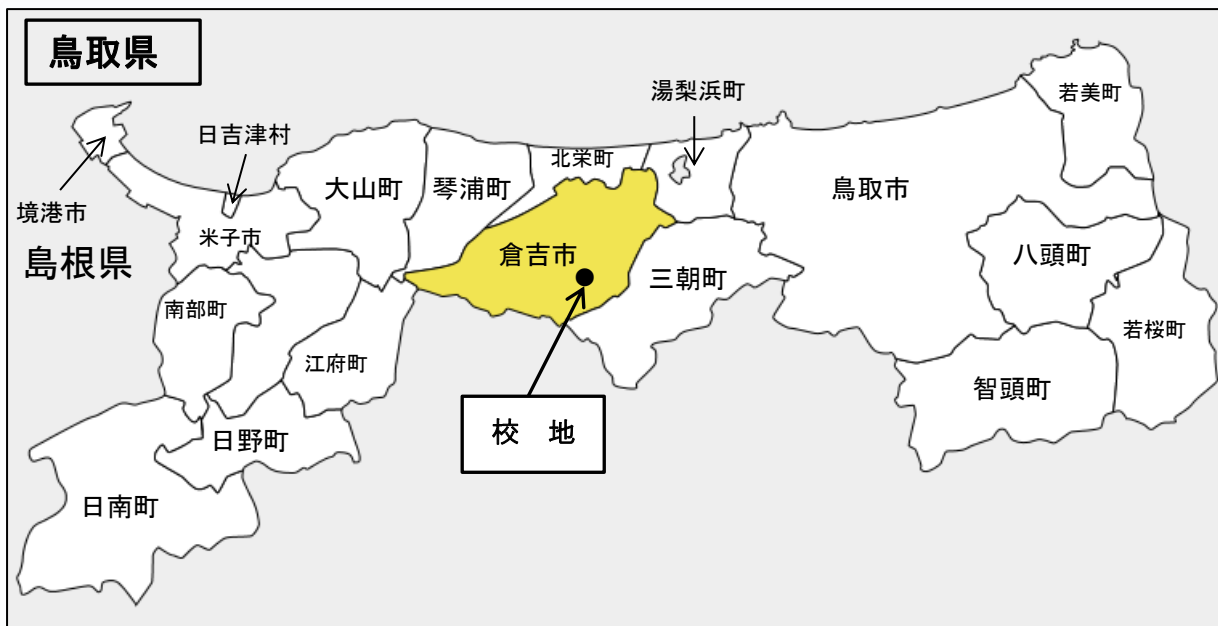 鳥取県
湯梨浜町
若美町
日吉津村
北栄町
大山町
琴浦町
鳥取市
境港市
米子市
島根県
倉吉市
八頭町
三朝町
南部町
江府町
若桜町
智頭町
校　地
日野町
日南町